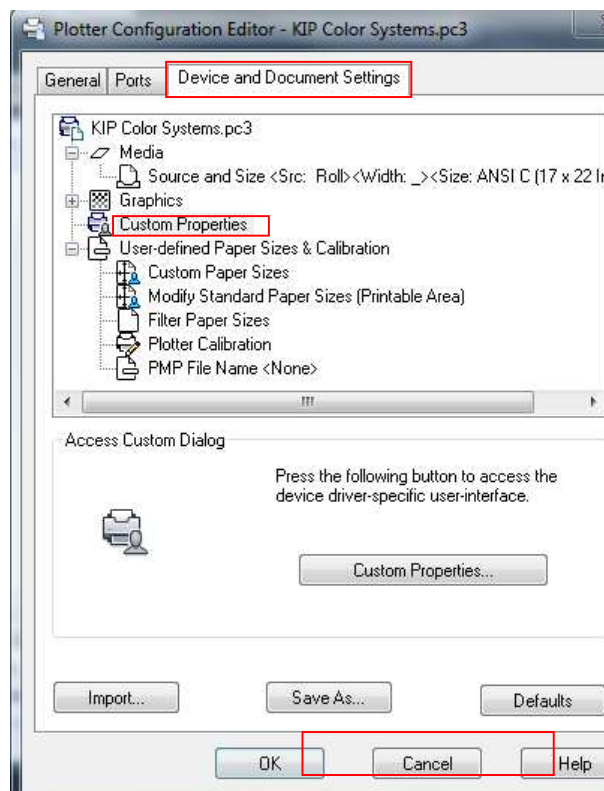 Plotter Configuration Editor - KIP Color Systems.pc3
General Ports Device and Document Settings
KIP Color Systems.pc3
Media
Source and Size <Src: Roll><Width: _><Size: ANSI C (17 x 22 In
Graphics
Custom Properties
User-defined Paper Sizes & Calibration
Custom Paper Sizes
Modify Standard Paper Sizes (Printable Area)
Filter Paper Sizes
Plotter Calibration
PMP File Name <None>
Access Custom Dialog
Press the following button to access the
device driver-specific user-interface.
Custom Properties...
Import... Save As... Defaults
OK Cancel Help